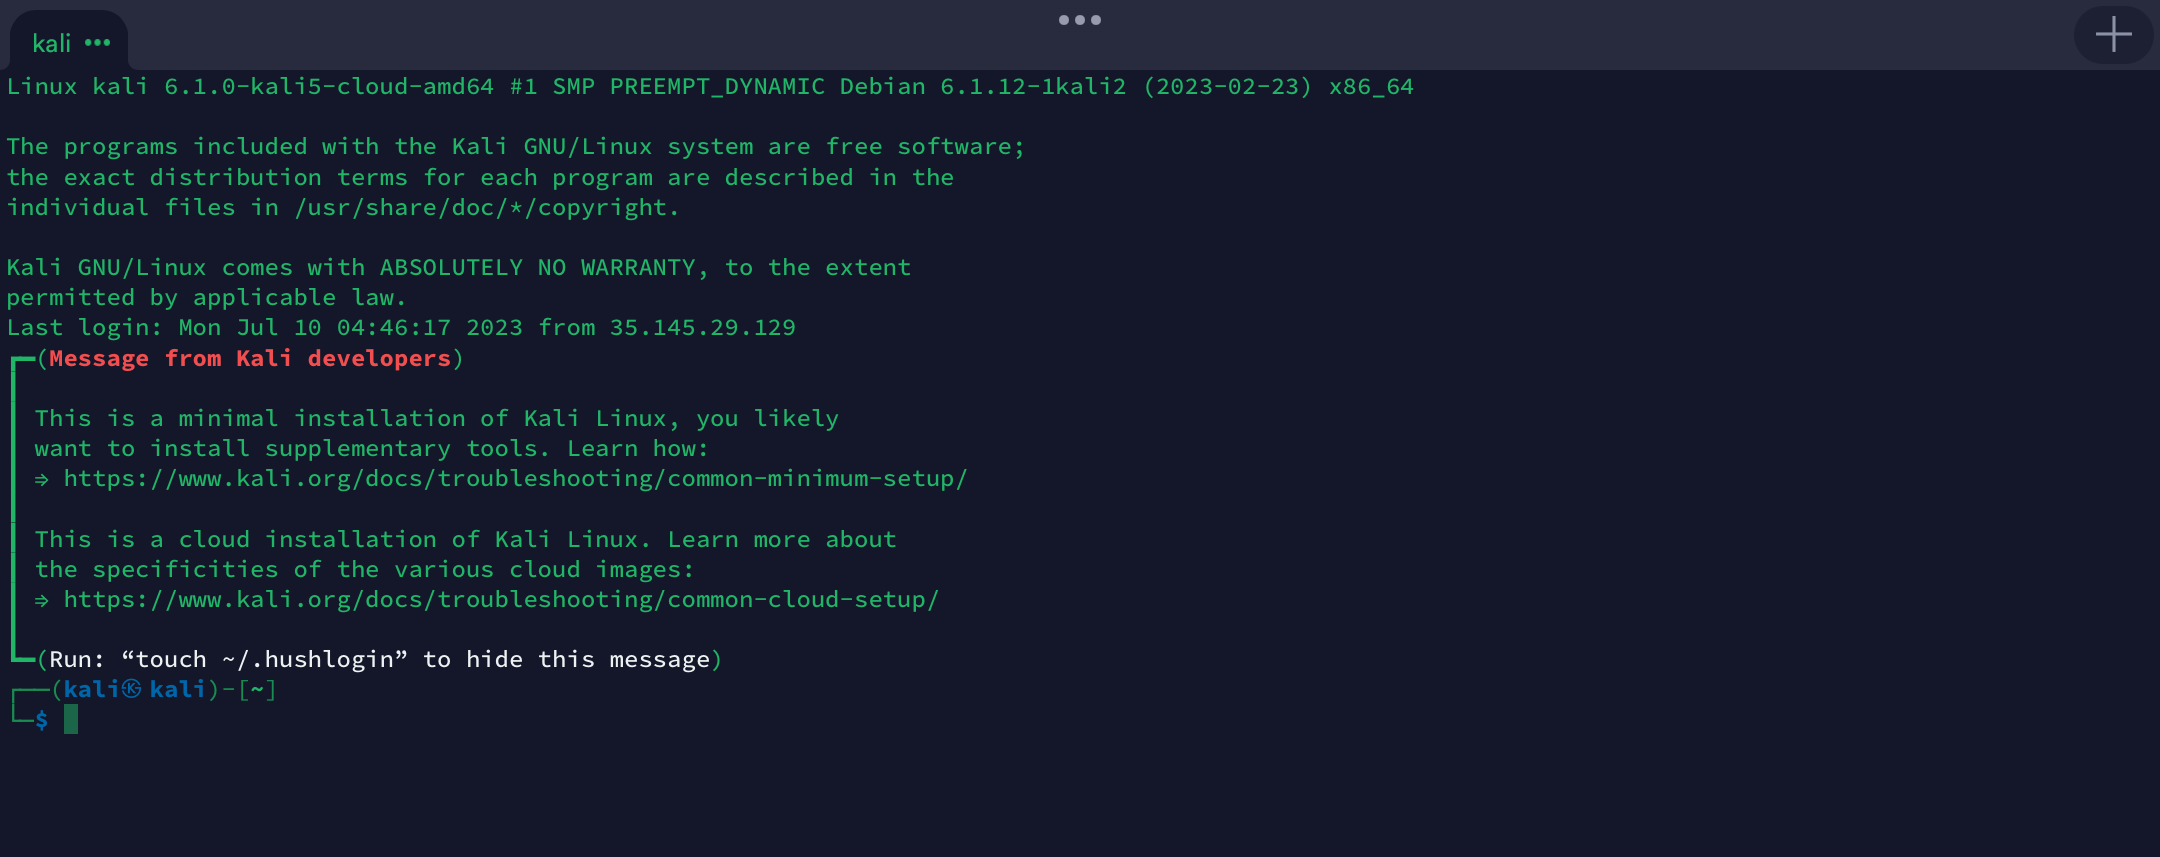 kali •••
Linux kali 6.1.0-kali5-cloud-amd64 #1 SMP PREEMPT_DYNAMIC Debian 6.1.12-1kali2 (2023-02-23) x86_64
The programs included with the Kali GNU/Linux system are free software;
the exact distribution terms for each program are described in the
individual files in /usr/share/doc/*/copyright.
Kali GNU/Linux comes with ABSOLUTELY NO WARRANTY, to the extent
permitted by applicable law.
Last login: Mon Jul 10 04:46:17 2023 from 35.145.29.129
┏━(Message from Kali developers)
┃ This is a minimal installation of Kali Linux, you likely
┃ want to install supplementary tools. Learn how:
┃ ⇒ https://www.kali.org/docs/troubleshooting/common-minimum-setup/
┃ This is a cloud installation of Kali Linux. Learn more about
┃ the specificities of the various cloud images:
┃ ⇒ https://www.kali.org/docs/troubleshooting/common-cloud-setup/
┗━(Run: “touch ~/.hushlogin” to hide this message)
┌──(kali㉿kali)-[~]
└─$